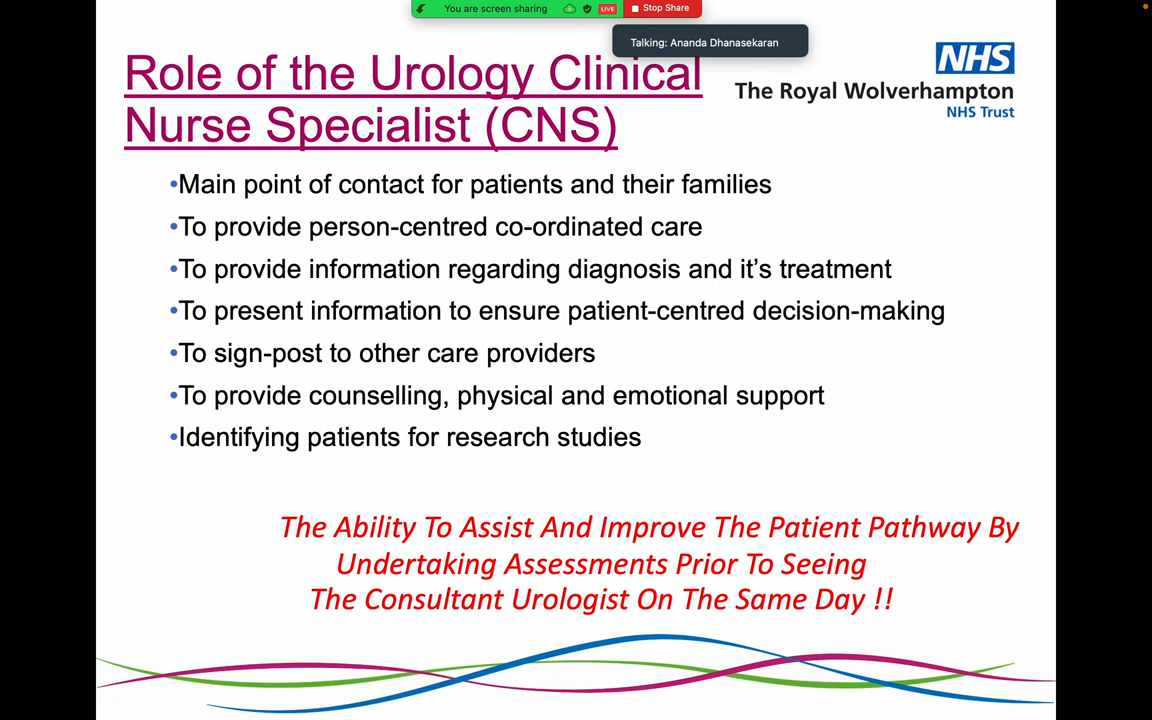 You are screen sharing LIVE Stop Share
Talking: Ananda Dhanasekaran
Role of the Urology Clinical
Nurse Specialist (CNS)
NHS
The Royal Wolverhampton
NHS Trust
•Main point of contact for patients and their families
•To provide person-centred co-ordinated care
•To provide information regarding diagnosis and it’s treatment
•To present information to ensure patient-centred decision-making
•To sign-post to other care providers
•To provide counselling, physical and emotional support
•Identifying patients for research studies
The Ability To Assist And Improve The Patient Pathway By
Undertaking Assessments Prior To Seeing
The Consultant Urologist On The Same Day !!